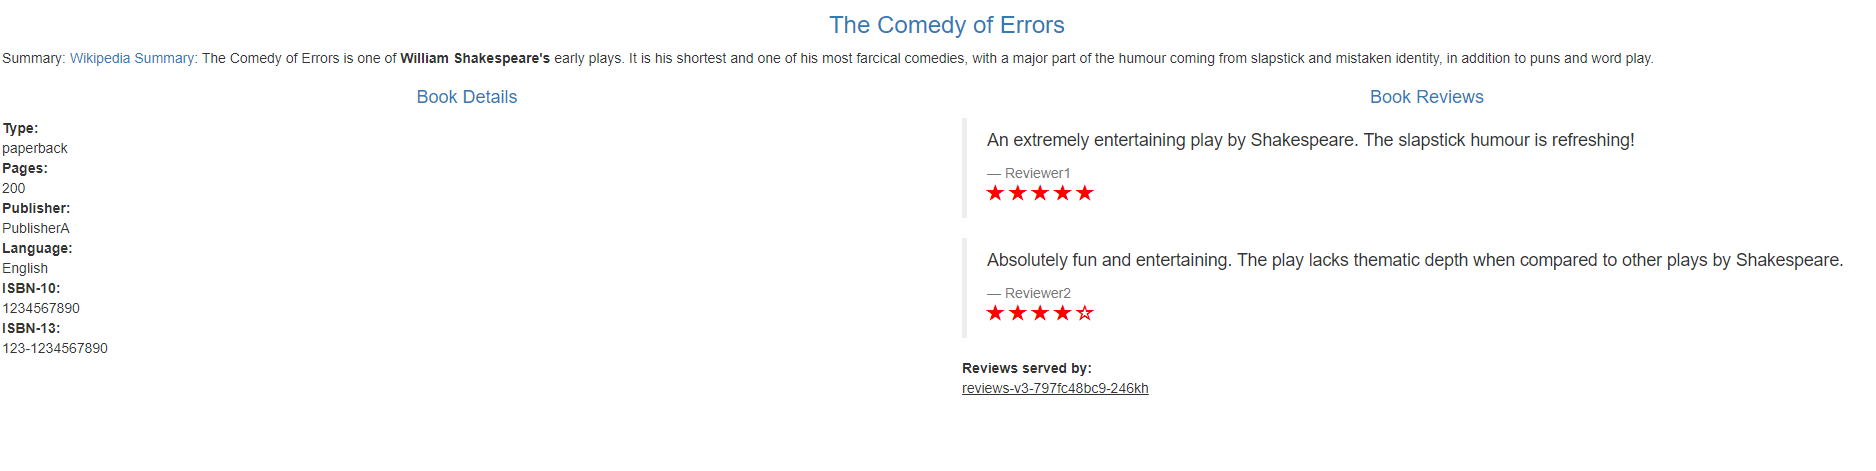 The Comedy of Errors
Summary: Wikipedia Summary: The Comedy of Errors is one of William Shakespeare's early plays. It is his shortest and one of his most farcical comedies, with a major part of the humour coming from slapstick and mistaken identity, in addition to puns and word play.
Book Details
Type:
paperback
Pages:
200
Publisher:
PublisherA
Language:
English
ISBN-10:
1234567890
ISBN-13:
123-1234567890
Book Reviews
An extremely entertaining play by Shakespeare. The slapstick humour is refreshing!
— Reviewer1
★★★★★
Absolutely fun and entertaining. The play lacks thematic depth when compared to other plays by Shakespeare.
— Reviewer2
★★★★☆
Reviews served by:
reviews-v3-797fc48bc9-246kh